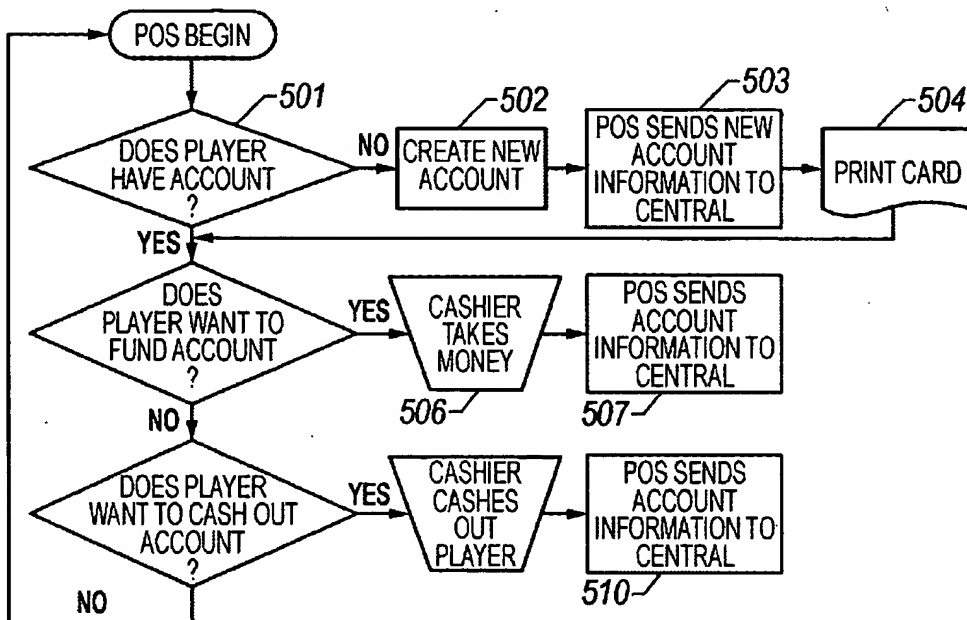 POS BEGIN
501
DOES PLAYER
HAVE ACCOUNT
?
NO
502
CREATE NEW
ACCOUNT
503
POS SENDS NEW
ACCOUNT
INFORMATION TO
CENTRAL
504
PRINT CARD
YES
DOES
PLAYER WANT TO
FUND ACCOUNT
?
YES
CASHIER
TAKES
MONEY
506
POS SENDS
ACCOUNT
INFORMATION TO
CENTRAL
507
NO
DOES PLAYER
WANT TO CASH OUT
ACCOUNT
?
YES
CASHIER
CASHES
OUT
PLAYER
POS SENDS
ACCOUNT
INFORMATION TO
CENTRAL
510
NO